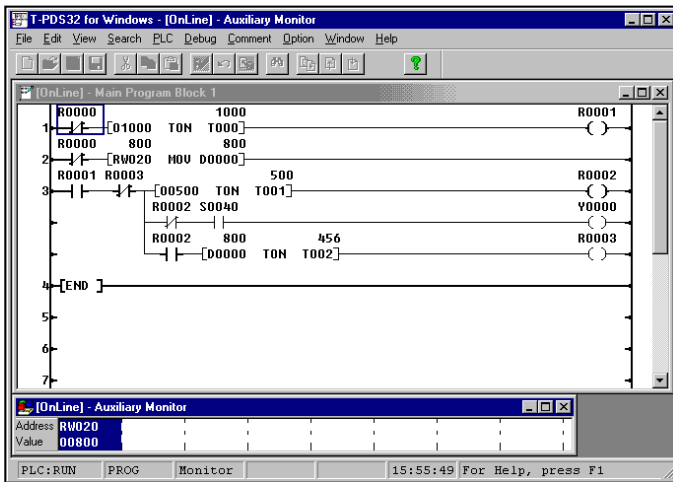 T-PDS32 for Windows - [OnLine] - Auxiliary Monitor
File Edit View Search PLC Debug Comment Option Window Help
[OnLine] - Main Program Block 1
R0000 1000 R0001
1 [01000 TON T000] ( )
R0000 800 800
2 [RW020 MOV D0000]
R0001 R0003 500 R0002
3 [00500 TON T001] ( )
R0002 S0040 Y0000
( )
R0002 800 456 R0003
[D0000 TON T002] ( )
4 [END ]
5
6
7
[OnLine] - Auxiliary Monitor
Address RW020
Value 00800
PLC:RUN PROG Monitor 15:55:49 For Help, press F1